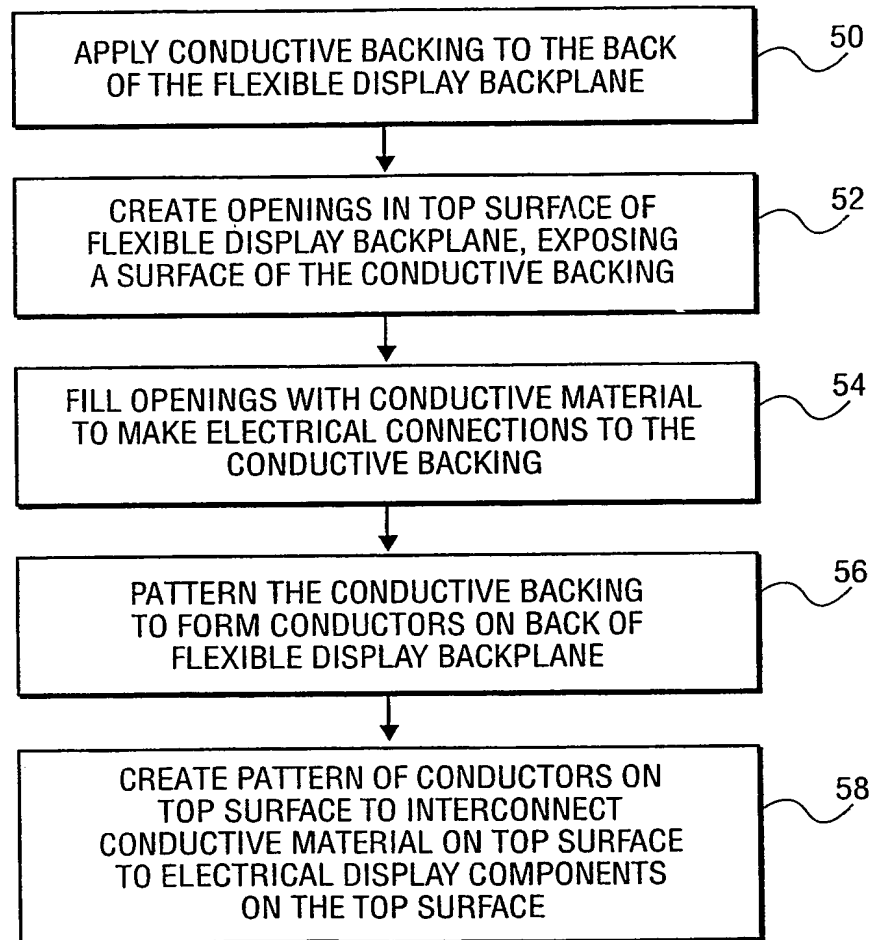 APPLY CONDUCTIVE BACKING TO THE BACK
OF THE FLEXIBLE DISPLAY BACKPLANE
50
CREATE OPENINGS IN TOP SURFACE OF
FLEXIBLE DISPLAY BACKPLANE, EXPOSING
A SURFACE OF THE CONDUCTIVE BACKING
52
FILL OPENINGS WITH CONDUCTIVE MATERIAL
TO MAKE ELECTRICAL CONNECTIONS TO THE
CONDUCTIVE BACKING
54
PATTERN THE CONDUCTIVE BACKING
TO FORM CONDUCTORS ON BACK OF
FLEXIBLE DISPLAY BACKPLANE
56
CREATE PATTERN OF CONDUCTORS ON
TOP SURFACE TO INTERCONNECT
CONDUCTIVE MATERIAL ON TOP SURFACE
TO ELECTRICAL DISPLAY COMPONENTS
ON THE TOP SURFACE
58